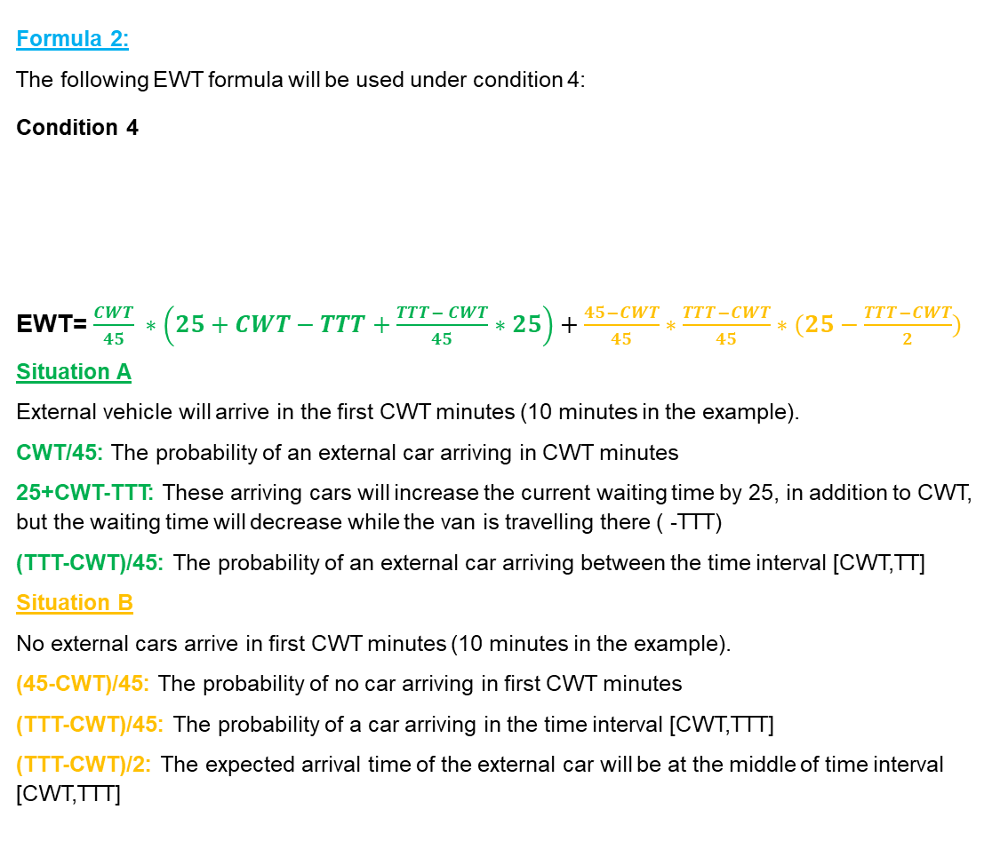 Formula 2:
The following EWT formula will be used under condition 4:
Condition 4
EWT= CWT/45 * (25 + CWT − TTT + TTT − CWT/45 * 25) + 45−CWT/45 * TTT−CWT/45 * (25 − TTT−CWT/2)
Situation A
External vehicle will arrive in the first CWT minutes (10 minutes in the example).
CWT/45: The probability of an external car arriving in CWT minutes
25+CWT-TTT: These arriving cars will increase the current waiting time by 25, in addition to CWT,
but the waiting time will decrease while the van is travelling there ( -TTT)
(TTT-CWT)/45: The probability of an external car arriving between the time interval [CWT,TT]
Situation B
No external cars arrive in first CWT minutes (10 minutes in the example).
(45-CWT)/45: The probability of no car arriving in first CWT minutes
(TTT-CWT)/45: The probability of a car arriving in the time interval [CWT,TTT]
(TTT-CWT)/2: The expected arrival time of the external car will be at the middle of time interval
[CWT,TTT]